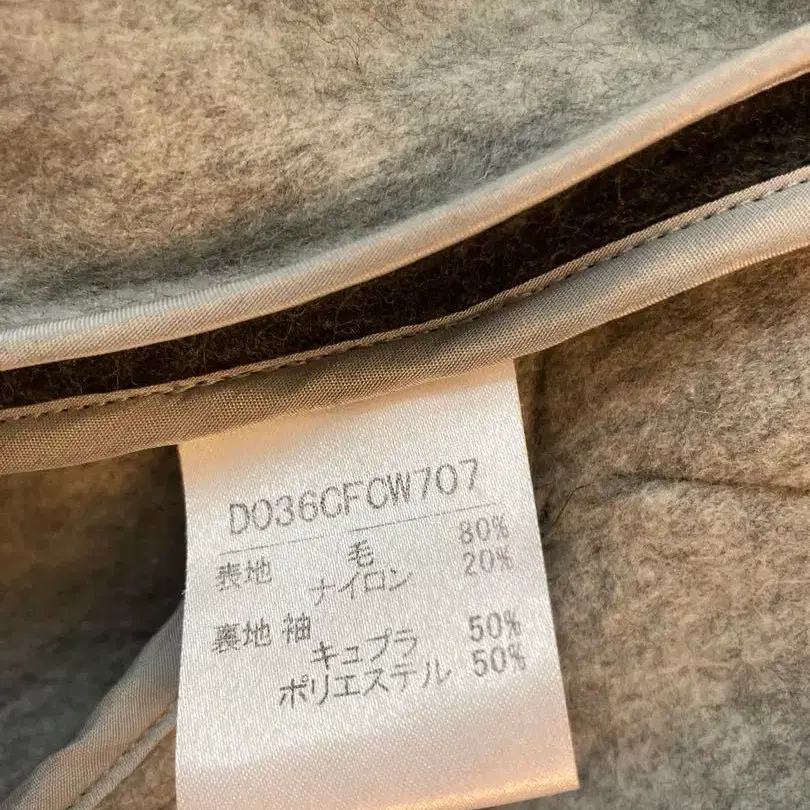 D036CFCW707
表地 毛 80%
ナイロン 20%
裏地 袖
キュプラ 50%
ポリエステル 50%